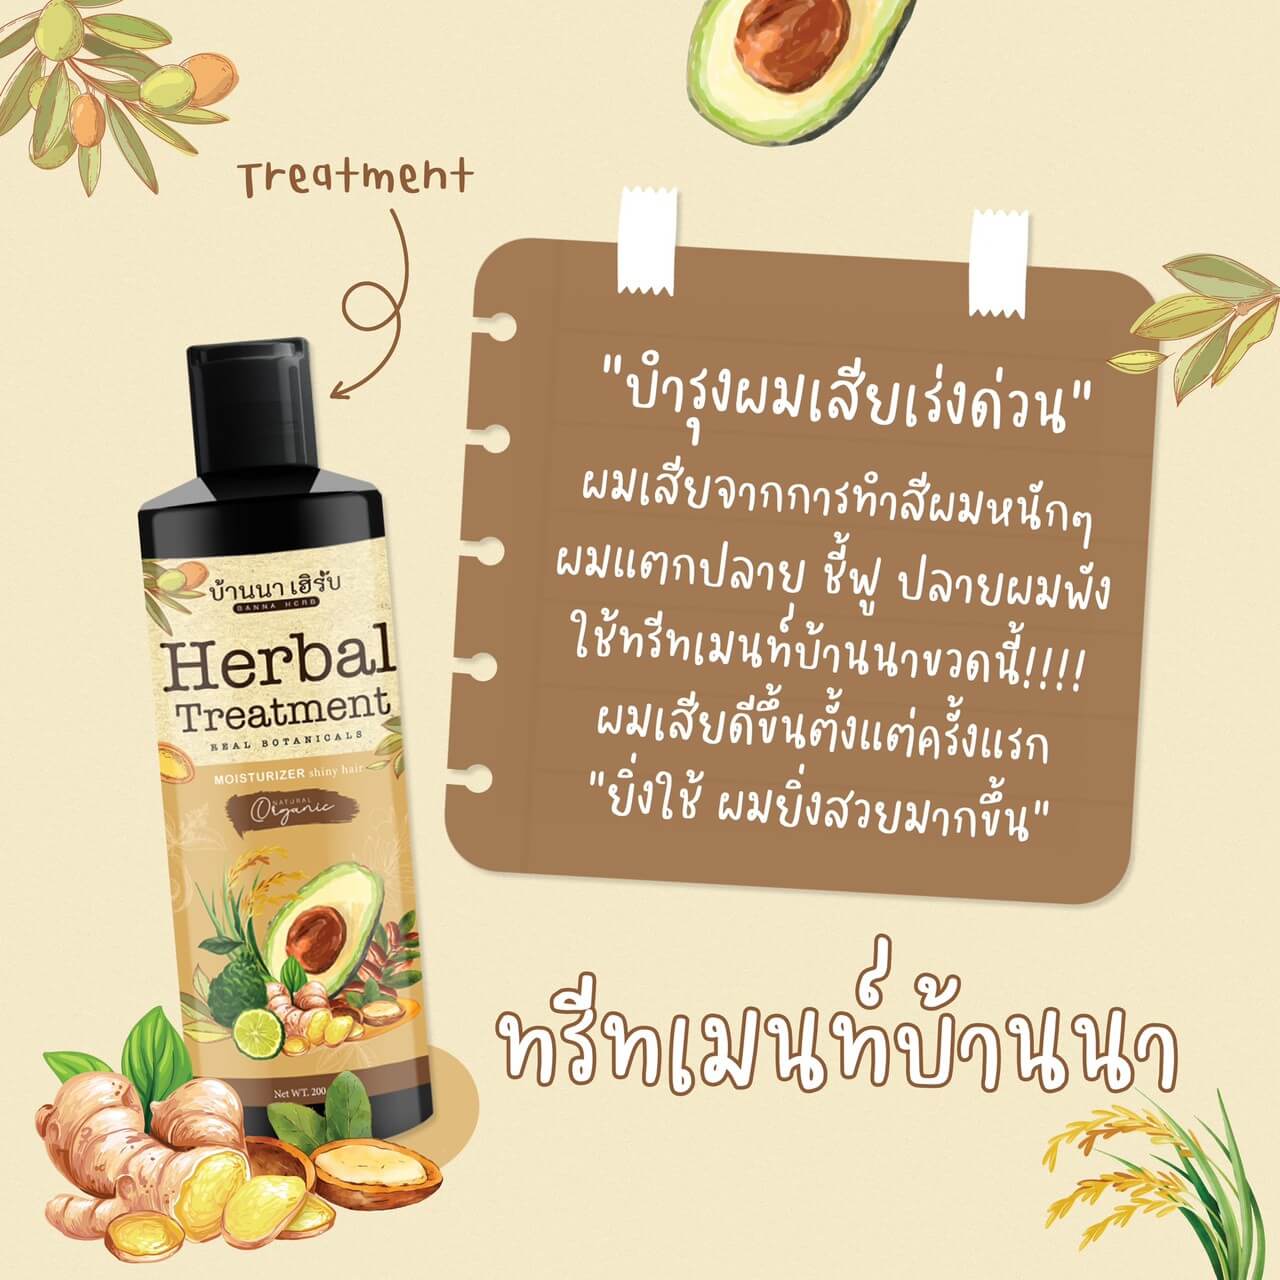 Treatment
"บำรุงผมเสียเร่งด่วน"
ผมเสียจากการทำสีผมหนักๆ
ผมแตกปลาย ชี้ฟู ปลายผมพัง
ใช้ทรีทเมนท์บ้านนาขวดนี้!!!!
ผมเสียดีขึ้นตั้งแต่ครั้งแรก
"ยิ่งใช้ ผมยิ่งสวยมากขึ้น"
บ้านนา เฮิร์บ
BANNA HERB
Herbal
Treatment
REAL BOTANICALS
MOISTURIZER shiny hair
NATURAL
Organic
Net WT. 200
ทรีทเมนท์บ้านนา